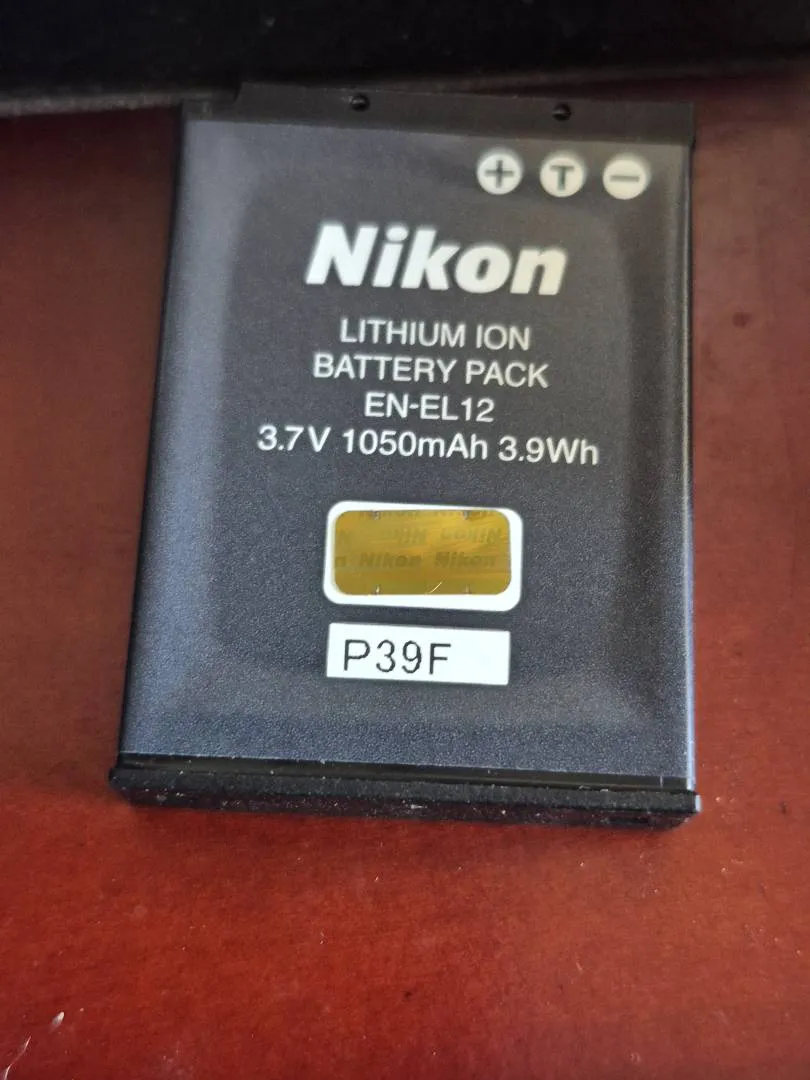 + T −
Nikon
LITHIUM ION
BATTERY PACK
EN-EL12
3.7V 1050mAh 3.9Wh
Nikon Nikon
P39F